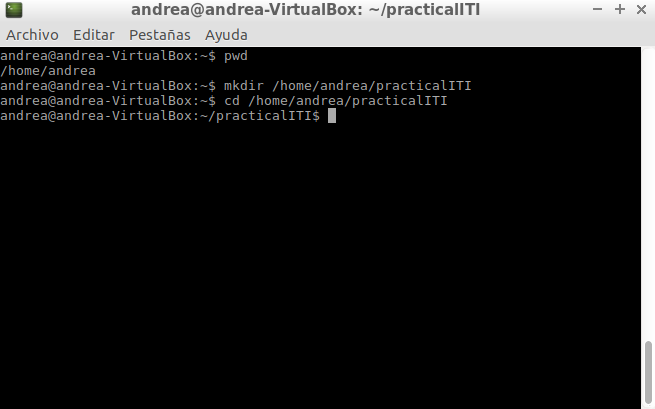 andrea@andrea-VirtualBox: ~/practicalITI
Archivo Editar Pestañas Ayuda
andrea@andrea-VirtualBox:~$ pwd
/home/andrea
andrea@andrea-VirtualBox:~$ mkdir /home/andrea/practicalITI
andrea@andrea-VirtualBox:~$ cd /home/andrea/practicalITI
andrea@andrea-VirtualBox:~/practicalITI$